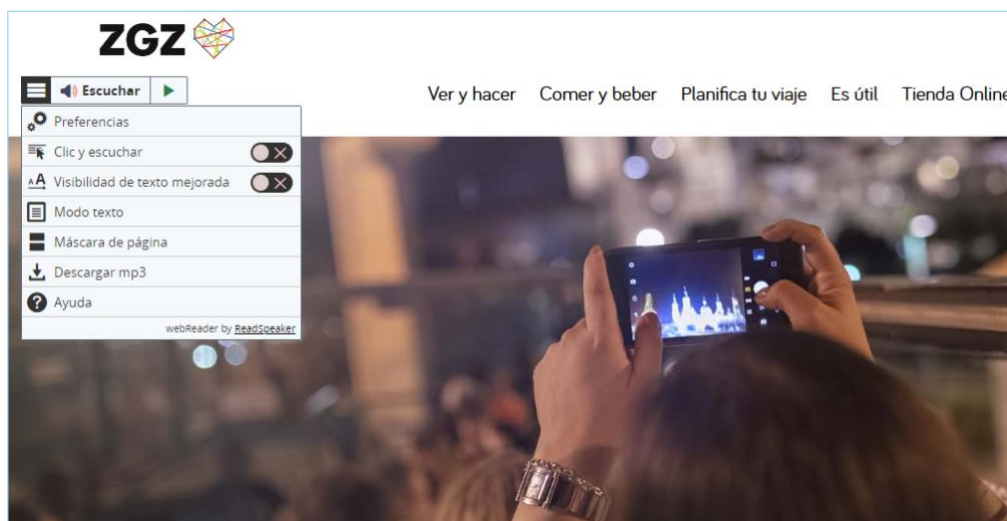 ZGZ
Escuchar
Ver y hacer Comer y beber Planifica tu viaje Es útil Tienda Online
Preferencias
Clic y escuchar
AA Visibilidad de texto mejorada
Modo texto
Máscara de página
Descargar mp3
? Ayuda
webReader by ReadSpeaker